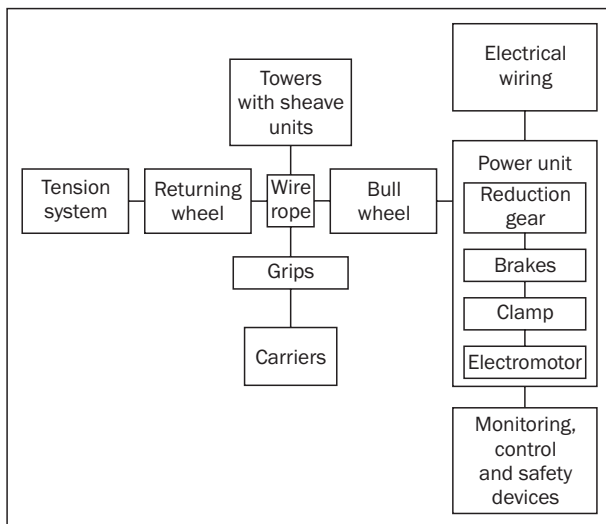 Electrical
wiring
Towers
with sheave
units
Power unit
Tension
system
Returning
wheel
Wire
rope
Bull
wheel
Reduction
gear
Brakes
Grips
Clamp
Carriers
Electromotor
Monitoring,
control
and safety
devices